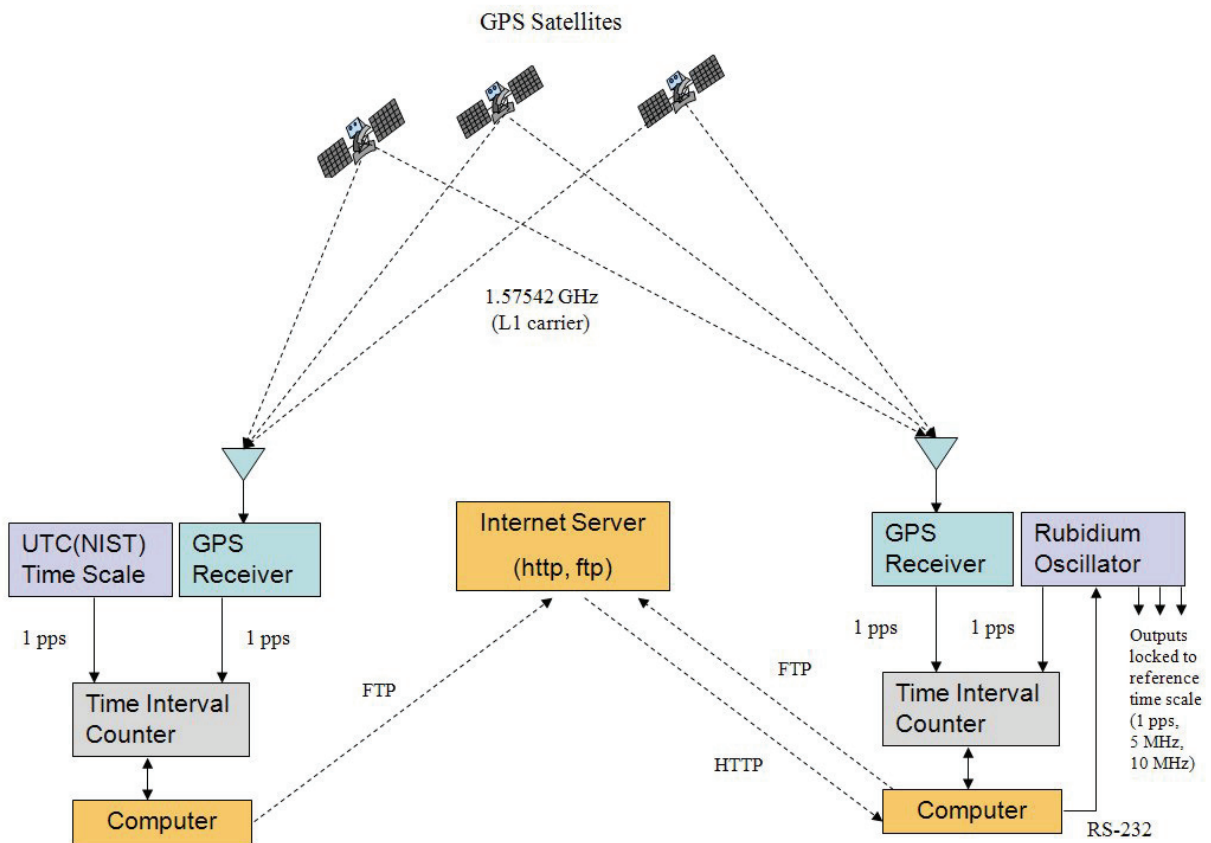 GPS Satellites
1.57542 GHz
(L1 carrier)
UTC(NIST)
Time Scale
GPS
Receiver
Internet Server
(http, ftp)
GPS
Receiver
Rubidium
Oscillator
1 pps
1 pps
1 pps
1 pps
Outputs
locked to
reference
time scale
(1 pps,
5 MHz,
10 MHz)
Time Interval
Counter
FTP
FTP
Time Interval
Counter
HTTP
Computer
Computer
RS-232